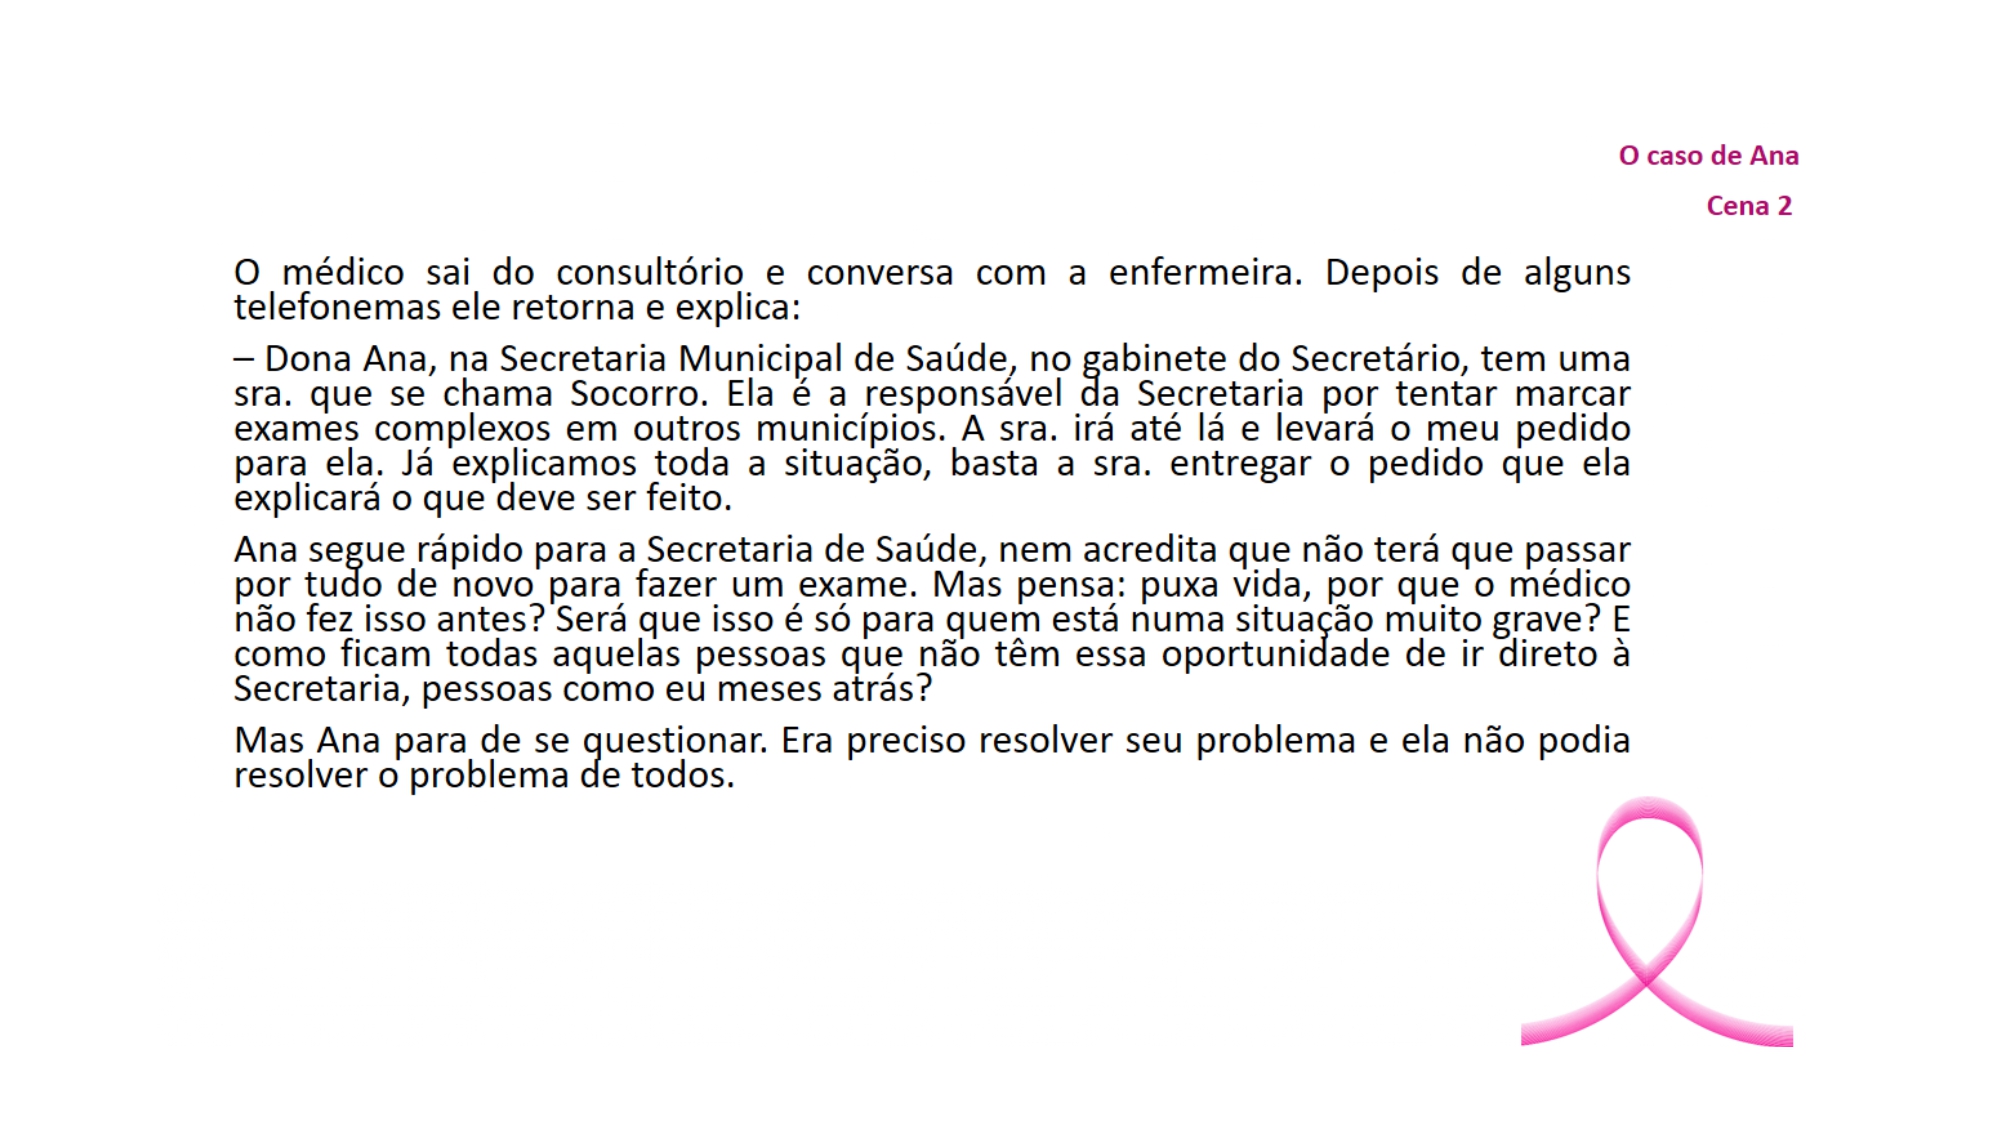 O caso de Ana
Cena 2
O médico sai do consultório e conversa com a enfermeira. Depois de alguns
telefonemas ele retorna e explica:
– Dona Ana, na Secretaria Municipal de Saúde, no gabinete do Secretário, tem uma
sra. que se chama Socorro. Ela é a responsável da Secretaria por tentar marcar
exames complexos em outros municípios. A sra. irá até lá e levará o meu pedido
para ela. Já explicamos toda a situação, basta a sra. entregar o pedido que ela
explicará o que deve ser feito.
Ana segue rápido para a Secretaria de Saúde, nem acredita que não terá que passar
por tudo de novo para fazer um exame. Mas pensa: puxa vida, por que o médico
não fez isso antes? Será que isso é só para quem está numa situação muito grave? E
como ficam todas aquelas pessoas que não têm essa oportunidade de ir direto à
Secretaria, pessoas como eu meses atrás?
Mas Ana para de se questionar. Era preciso resolver seu problema e ela não podia
resolver o problema de todos.